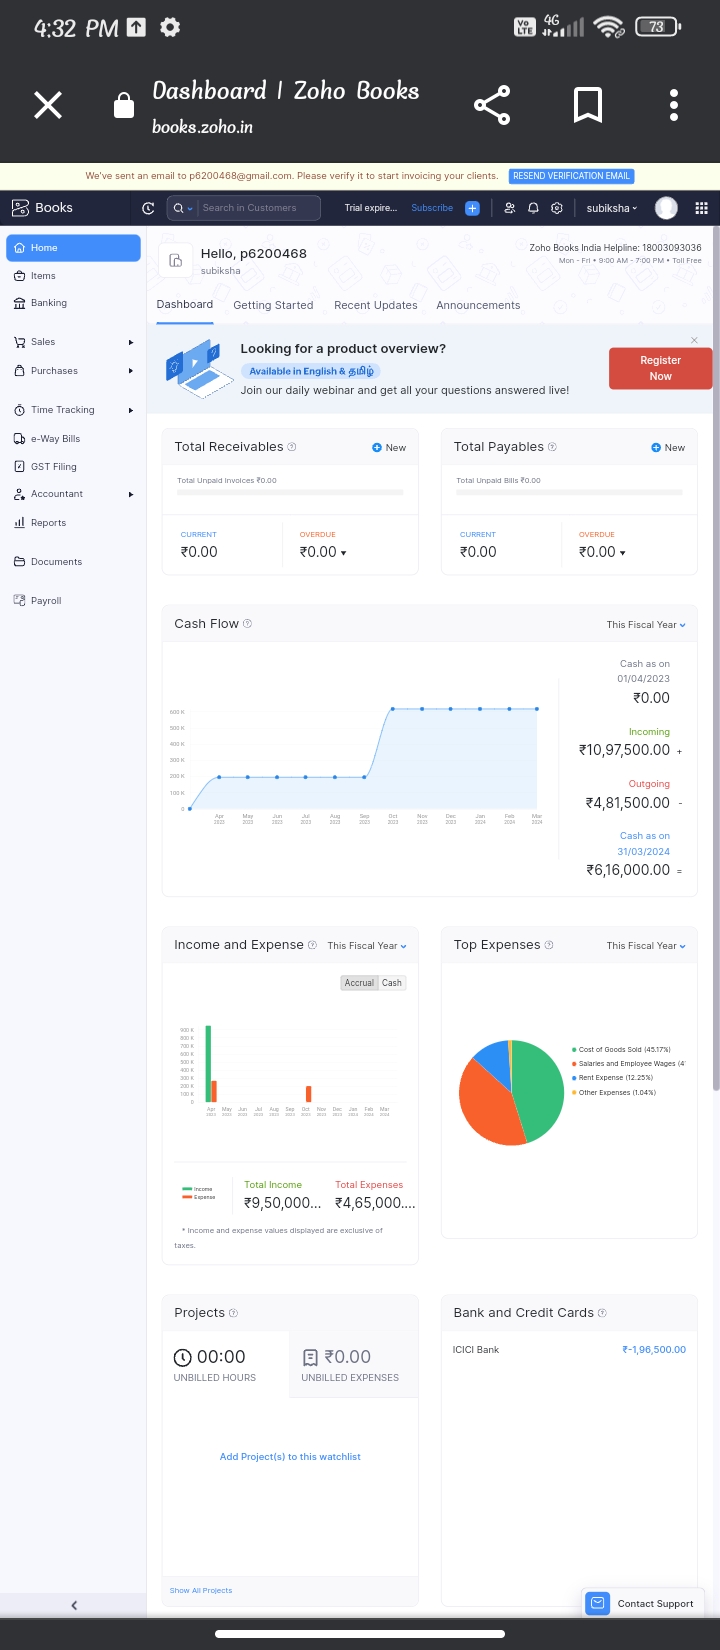 4:32 PM
Vo LTE 4G 73
Dashboard | Zoho Books
books.zoho.in
We've sent an email to p6200468@gmail.com. Please verify it to start invoicing your clients. RESEND VERIFICATION EMAIL
Books
Search in Customers
Trial expire... Subscribe
subiksha
Home
Items
Banking
Sales
Purchases
Time Tracking
e-Way Bills
GST Filing
Accountant
Reports
Documents
Payroll
Hello, p6200468
subiksha
Zoho Books India Helpline: 18003093036
Mon - Fri • 9:00 AM - 7:00 PM • Toll Free
Dashboard Getting Started Recent Updates Announcements
Looking for a product overview?
Available in English & தமிழ்
Join our daily webinar and get all your questions answered live!
Register
Now
Total Receivables
New
Total Unpaid Invoices ₹0.00
CURRENT
₹0.00
OVERDUE
₹0.00
Total Payables
New
Total Unpaid Bills ₹0.00
CURRENT
₹0.00
OVERDUE
₹0.00
Cash Flow
This Fiscal Year
600 K
500 K
400 K
300 K
200 K
100 K
0
Apr May Jun Jul Aug Sep Oct Nov Dec Jan Feb Mar
2023 2023 2023 2023 2023 2023 2023 2023 2023 2024 2024 2024
Cash as on
01/04/2023
₹0.00
Incoming
₹10,97,500.00 +
Outgoing
₹4,81,500.00 -
Cash as on
31/03/2024
₹6,16,000.00 =
Income and Expense
This Fiscal Year
Accrual Cash
900 K
800 K
700 K
600 K
500 K
400 K
300 K
200 K
100 K
0
Apr May Jun Jul Aug Sep Oct Nov Dec Jan Feb Mar
2023 2023 2023 2023 2023 2023 2023 2023 2023 2024 2024 2024
Income
Expense
Total Income
₹9,50,000...
Total Expenses
₹4,65,000....
* Income and expense values displayed are exclusive of
taxes.
Top Expenses
This Fiscal Year
Cost of Goods Sold (45.17%)
Salaries and Employee Wages (4
Rent Expense (12.25%)
Other Expenses (1.04%)
Projects
00:00
UNBILLED HOURS
₹0.00
UNBILLED EXPENSES
Add Project(s) to this watchlist
Show All Projects
Bank and Credit Cards
ICICI Bank ₹-1,96,500.00
Contact Support